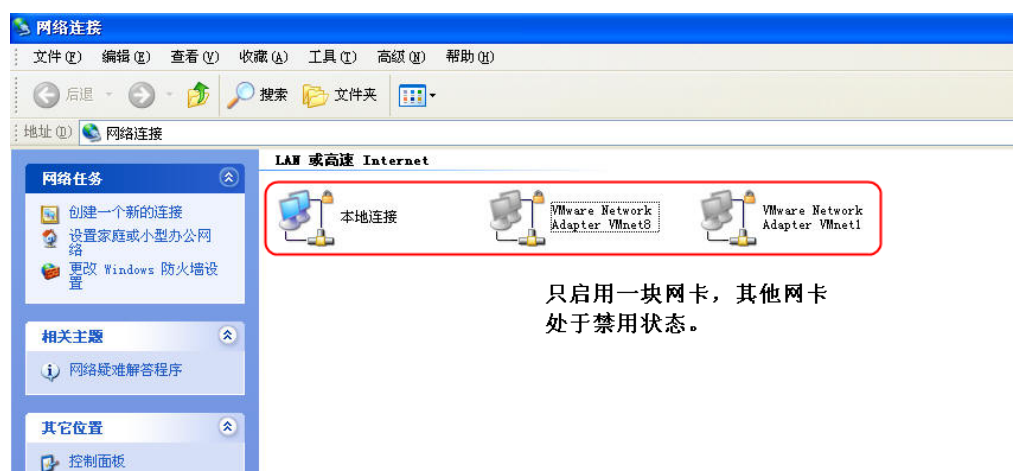 网络连接
文件(F) 编辑(E) 查看(V) 收藏(A) 工具(T) 高级(N) 帮助(H)
后退 搜索 文件夹
地址(D) 网络连接
LAN 或高速 Internet
网络任务
创建一个新的连接
设置家庭或小型办公网
络
更改 Windows 防火墙设
置
本地连接
VMware Network
Adapter VMnet8
VMware Network
Adapter VMnet1
只启用一块网卡，其他网卡
处于禁用状态。
相关主题
网络疑难解答程序
其它位置
控制面板